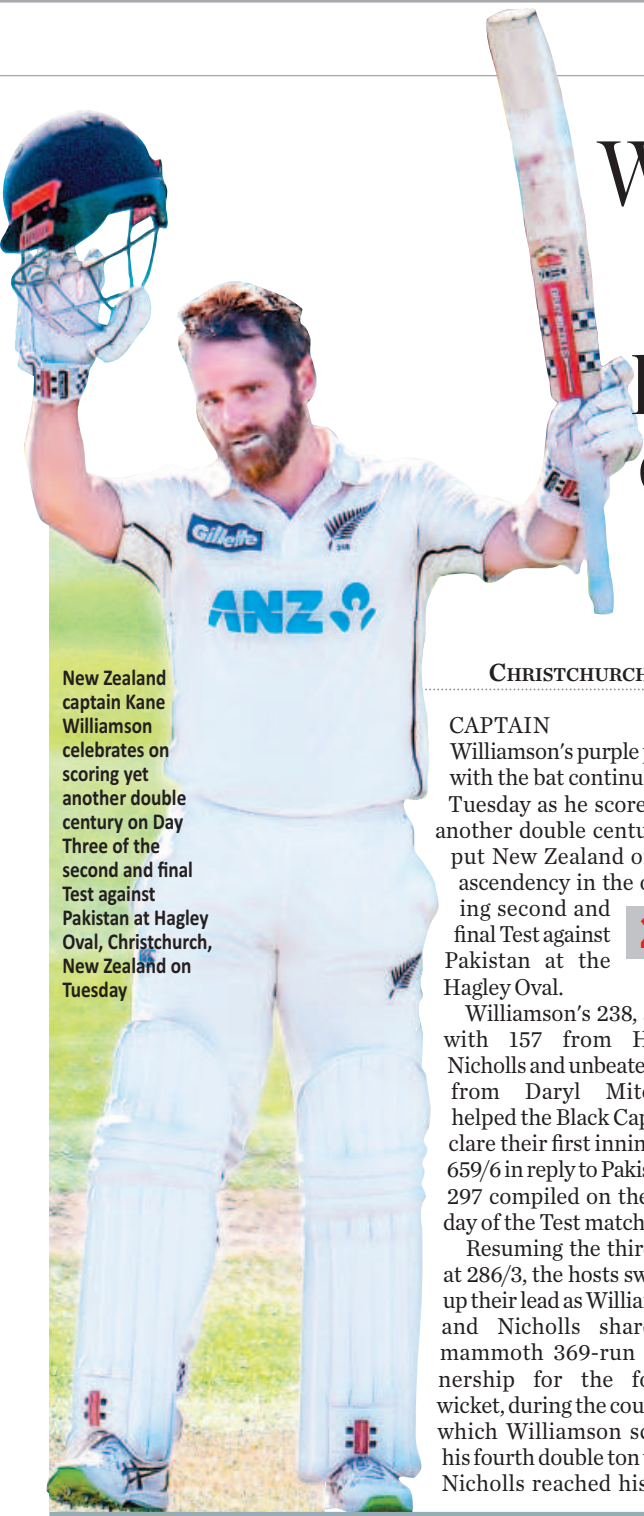 W
Gillette
248
ANZ
GRAY-NICOLLS
New Zealand
captain Kane
Williamson
celebrates on
scoring yet
another double
century on Day
Three of the
second and final
Test against
Pakistan at Hagley
Oval, Christchurch,
New Zealand on
Tuesday
CHRISTCHURCH
CAPTAIN
Williamson's purple
with the bat continu
Tuesday as he score
another double centu
put New Zealand o
ascendency in the
ing second and
final Test against
Pakistan at the
Hagley Oval.
Williamson's 238,
with 157 from H
Nicholls and unbeate
from Daryl Mit
helped the Black Cap
clare their first innin
659/6 in reply to Pakis
297 compiled on the
day of the Test match
Resuming the thir
at 286/3, the hosts sw
up their lead as Willia
and Nicholls shar
mammoth 369-run
nership for the fo
wicket, during the cou
which Williamson sc
his fourth double ton
Nicholls reached his